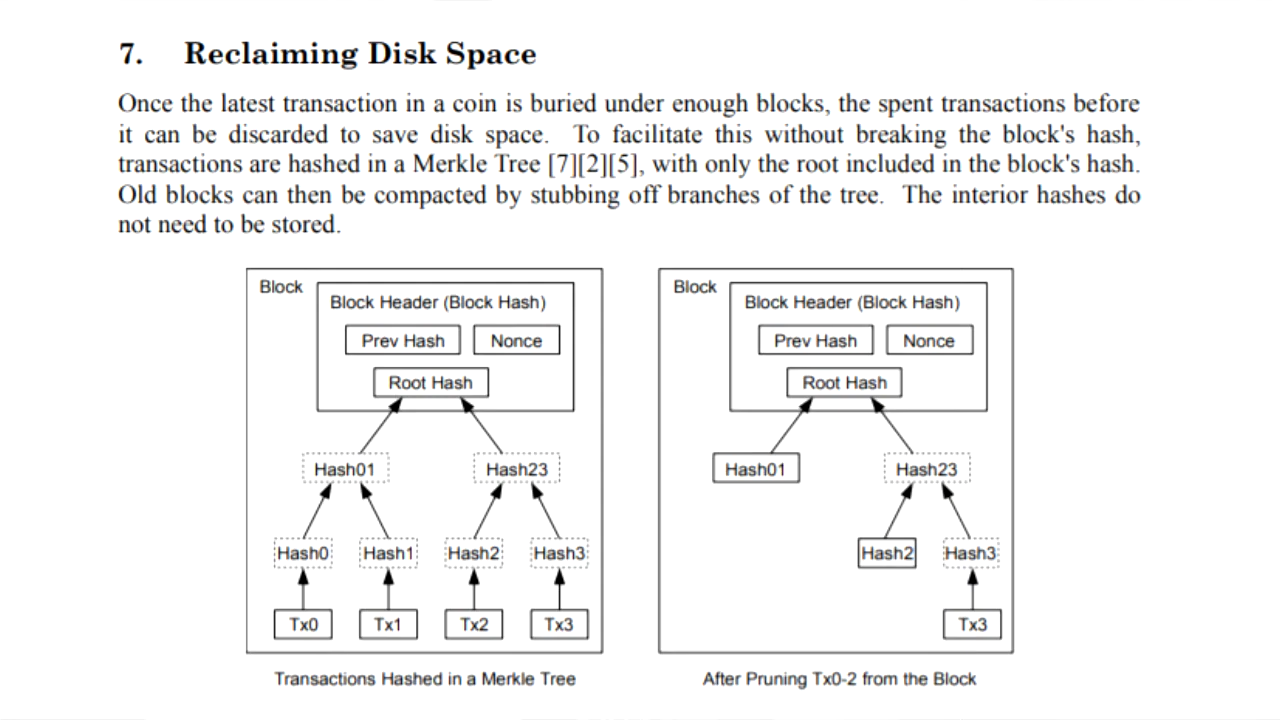 7. Reclaiming Disk Space
Once the latest transaction in a coin is buried under enough blocks, the spent transactions before
it can be discarded to save disk space. To facilitate this without breaking the block's hash,
transactions are hashed in a Merkle Tree [7][2][5], with only the root included in the block's hash.
Old blocks can then be compacted by stubbing off branches of the tree. The interior hashes do
not need to be stored.
Block
Block Header (Block Hash)
Prev Hash Nonce
Root Hash
Hash01 Hash23
Hash0 Hash1 Hash2 Hash3
Tx0 Tx1 Tx2 Tx3
Transactions Hashed in a Merkle Tree
Block
Block Header (Block Hash)
Prev Hash Nonce
Root Hash
Hash01 Hash23
Hash2 Hash3
Tx3
After Pruning Tx0-2 from the Block